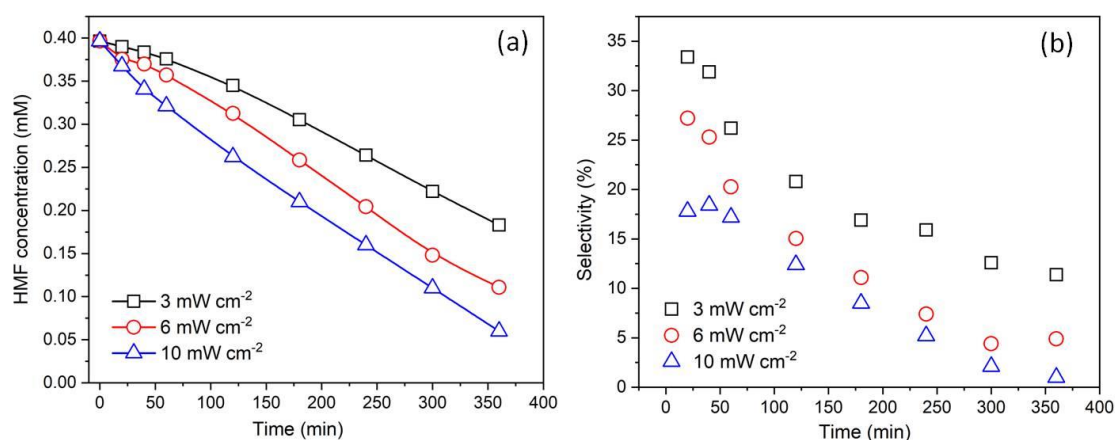 (a)
HMF concentration (mM)
0.40
0.35
0.30
0.25
0.20
0.15
0.10
0.05
0.00
3 mW cm⁻²
6 mW cm⁻²
10 mW cm⁻²
0 50 100 150 200 250 300 350 400
Time (min)
(b)
Selectivity (%)
35
30
25
20
15
10
5
0
3 mW cm⁻²
6 mW cm⁻²
10 mW cm⁻²
0 50 100 150 200 250 300 350 400
Time (min)